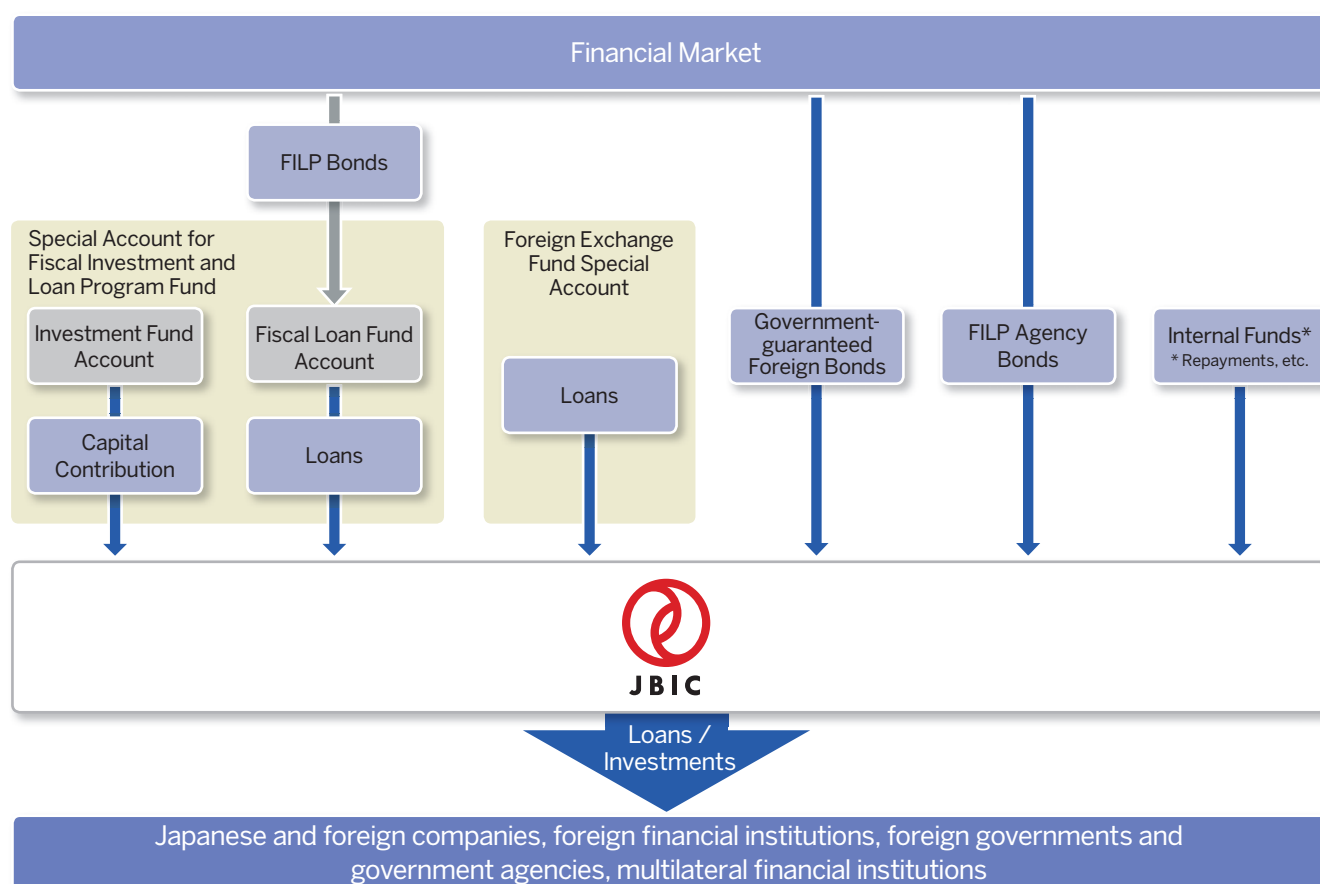 Financial Market
FILP Bonds
Special Account for
Fiscal Investment and
Loan Program Fund
Investment Fund
Account
Fiscal Loan Fund
Account
Capital
Contribution
Loans
Foreign Exchange
Fund Special
Account
Loans
Government-
guaranteed
Foreign Bonds
FILP Agency
Bonds
Internal Funds*
* Repayments, etc.
JBIC
Loans /
Investments
Japanese and foreign companies, foreign financial institutions, foreign governments and
government agencies, multilateral financial institutions